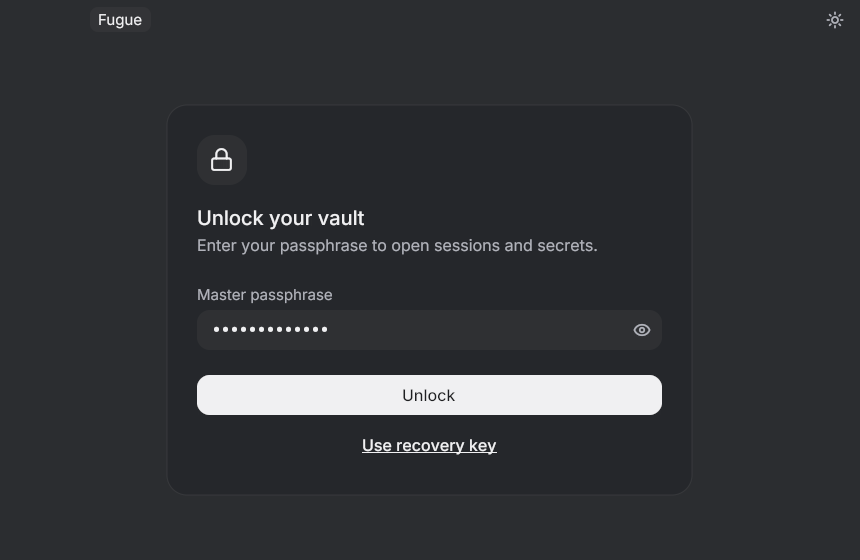 Fugue
Unlock your vault
Enter your passphrase to open sessions and secrets.
Master passphrase
•••••••••••••
Unlock
Use recovery key